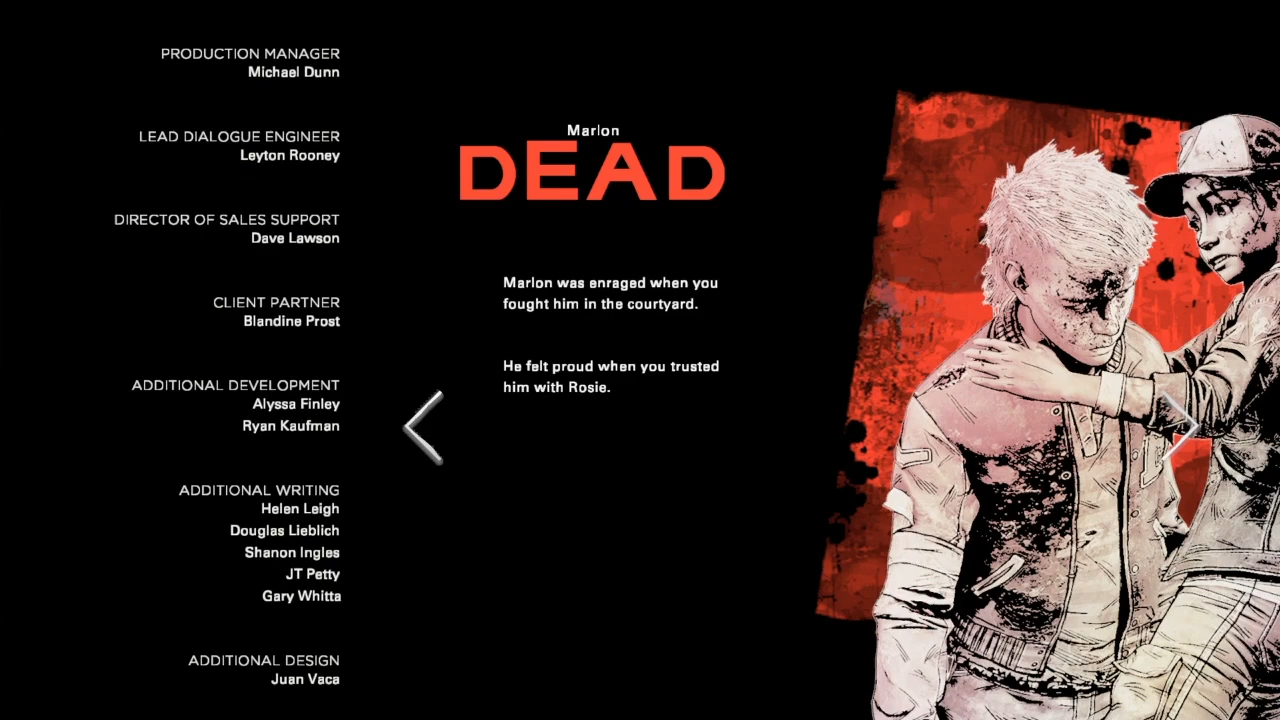 PRODUCTION MANAGER
Michael Dunn
LEAD DIALOGUE ENGINEER
Leyton Rooney
DIRECTOR OF SALES SUPPORT
Dave Lawson
CLIENT PARTNER
Blandine Prost
ADDITIONAL DEVELOPMENT
Alyssa Finley
Ryan Kaufman
ADDITIONAL WRITING
Helen Leigh
Douglas Lieblich
Shanon Ingles
JT Petty
Gary Whitta
ADDITIONAL DESIGN
Juan Vaca
Marlon
DEAD
Marlon was enraged when you
fought him in the courtyard.
He felt proud when you trusted
him with Rosie.